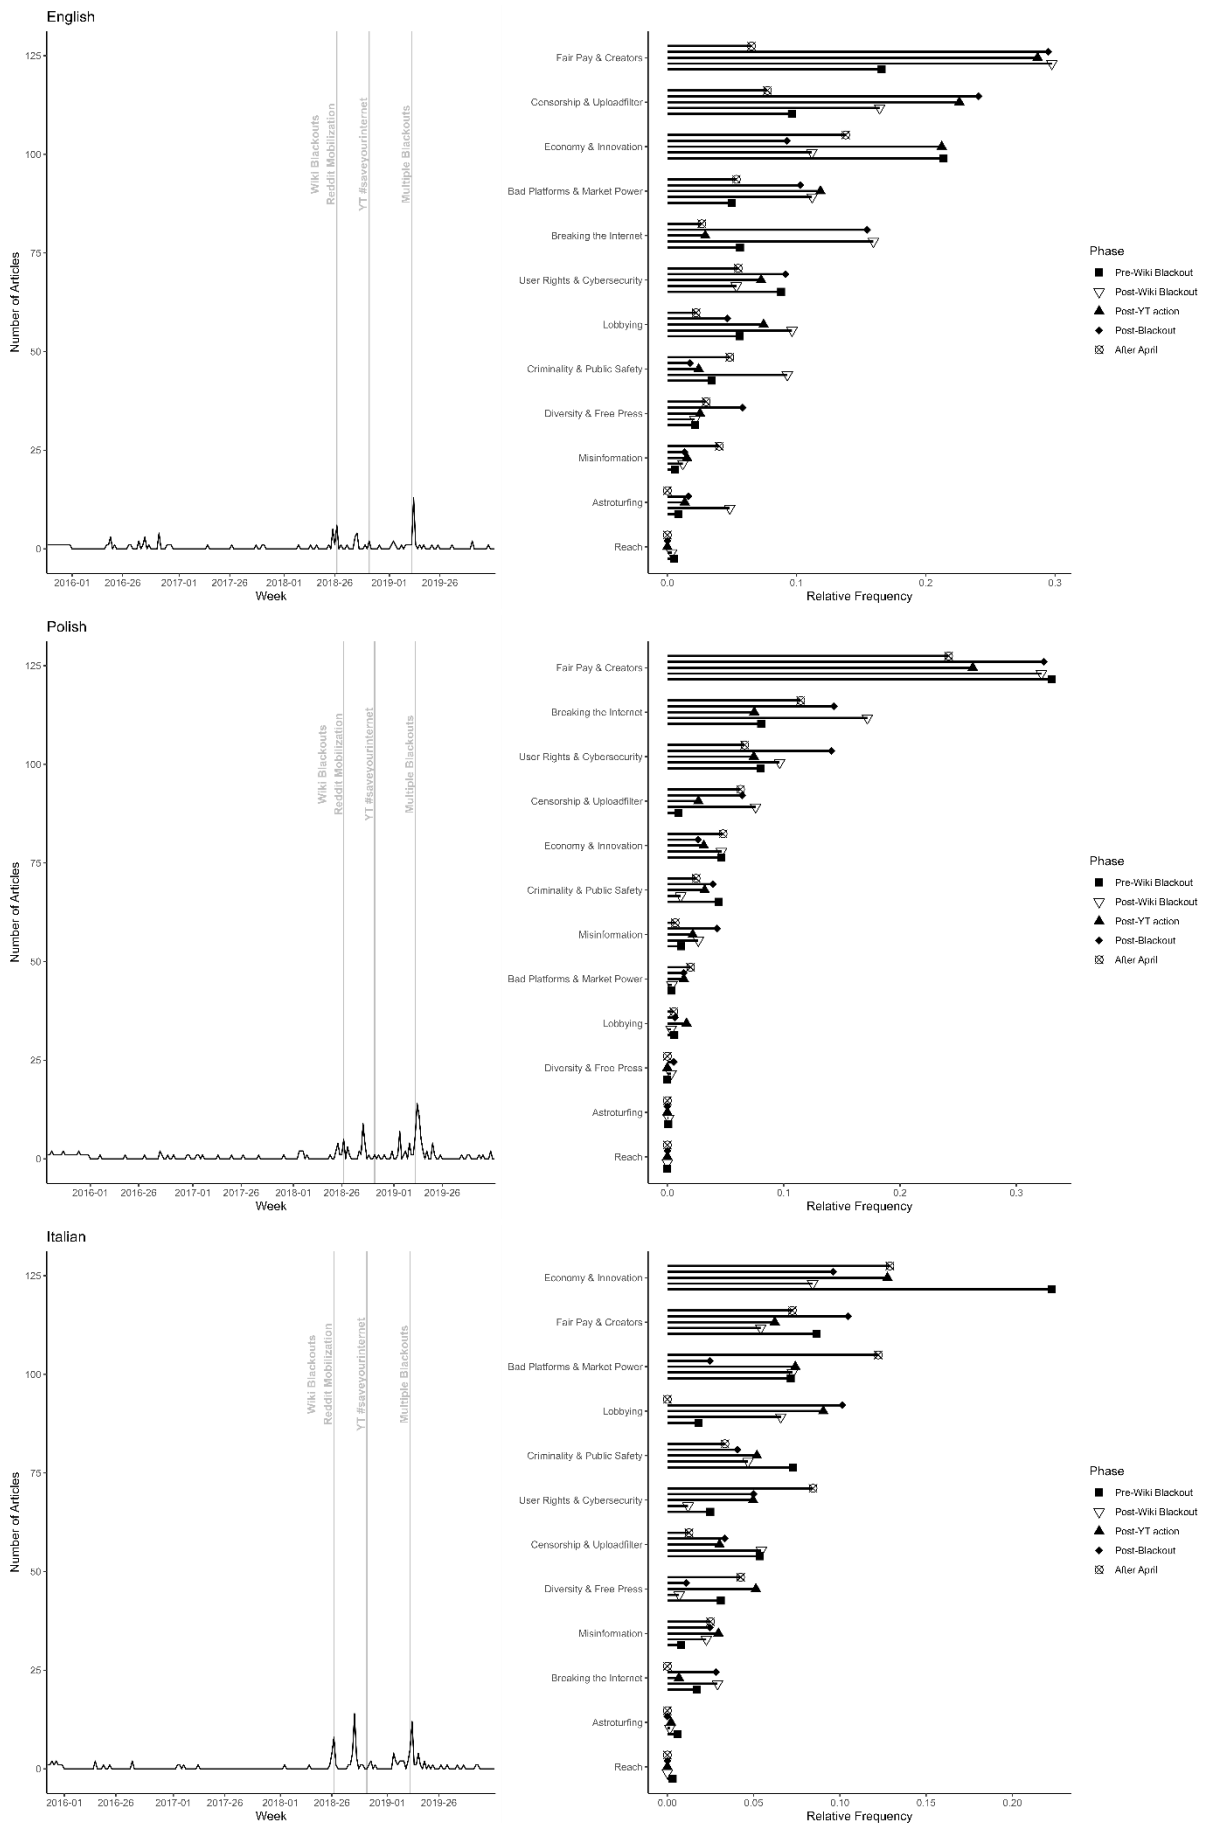 English
Number of Articles
125
100
75
50
25
0
Wiki Blackouts
Reddit Mobilization
YT #saveyourinternet
Multiple Blackouts
2016-01 2016-26 2017-01 2017-26 2018-01 2018-26 2019-01 2019-26
Week
Fair Pay & Creators
Censorship & Uploadfilter
Economy & Innovation
Bad Platforms & Market Power
Breaking the Internet
User Rights & Cybersecurity
Lobbying
Criminality & Public Safety
Diversity & Free Press
Misinformation
Astroturfing
Reach
0.0 0.1 0.2 0.3
Relative Frequency
Phase
Pre-Wiki Blackout
Post-Wiki Blackout
Post-YT action
Post-Blackout
After April
Polish
Number of Articles
125
100
75
50
25
0
Wiki Blackouts
Reddit Mobilization
YT #saveyourinternet
Multiple Blackouts
2016-01 2016-26 2017-01 2017-26 2018-01 2018-26 2019-01 2019-26
Week
Fair Pay & Creators
Breaking the Internet
User Rights & Cybersecurity
Censorship & Uploadfilter
Economy & Innovation
Criminality & Public Safety
Misinformation
Bad Platforms & Market Power
Lobbying
Diversity & Free Press
Astroturfing
Reach
0.0 0.1 0.2 0.3
Relative Frequency
Phase
Pre-Wiki Blackout
Post-Wiki Blackout
Post-YT action
Post-Blackout
After April
Italian
Number of Articles
125
100
75
50
25
0
Wiki Blackouts
Reddit Mobilization
YT #saveyourinternet
Multiple Blackouts
2016-01 2016-26 2017-01 2017-26 2018-01 2018-26 2019-01 2019-26
Week
Economy & Innovation
Fair Pay & Creators
Bad Platforms & Market Power
Lobbying
Criminality & Public Safety
User Rights & Cybersecurity
Censorship & Uploadfilter
Diversity & Free Press
Misinformation
Breaking the Internet
Astroturfing
Reach
0.00 0.05 0.10 0.15 0.20
Relative Frequency
Phase
Pre-Wiki Blackout
Post-Wiki Blackout
Post-YT action
Post-Blackout
After April